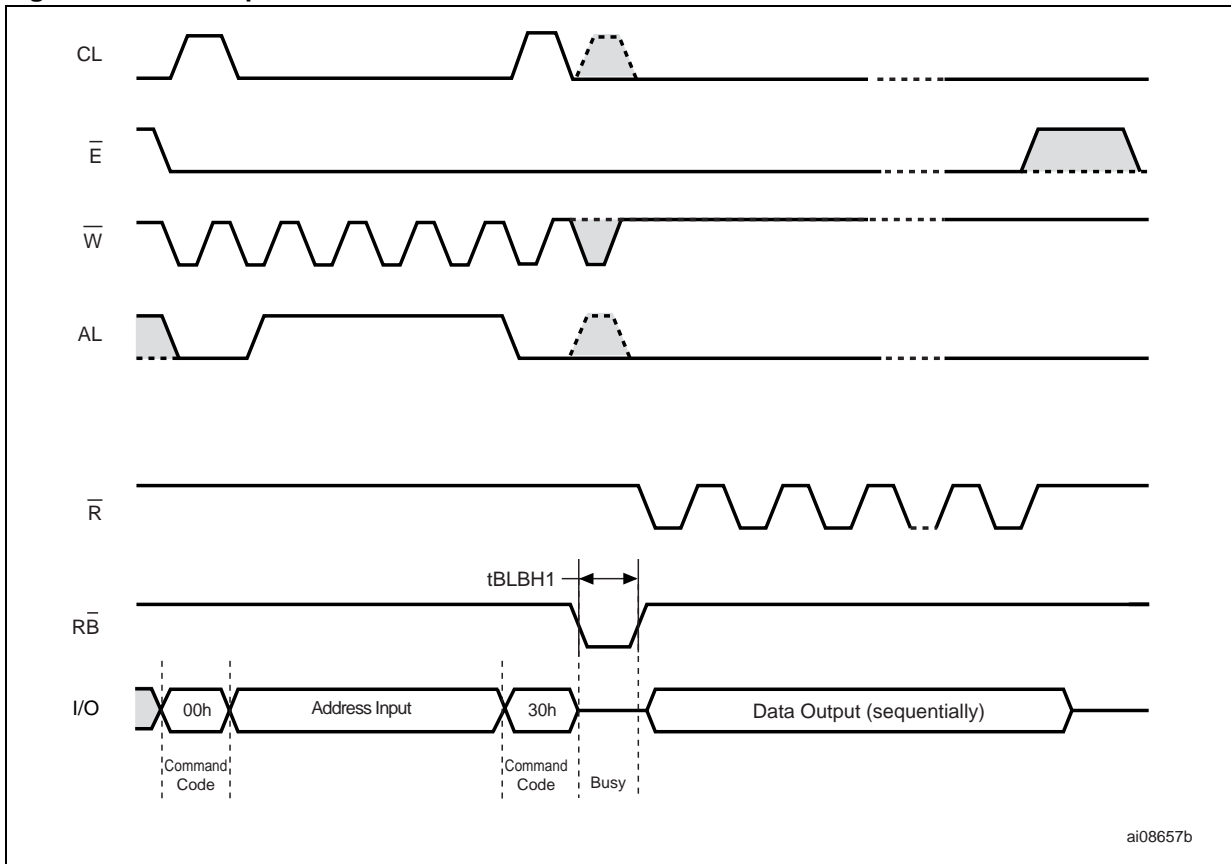 CL
E̅
W̅
AL
R̅
tBLBH1
RB̅
I/O
00h
Address Input
30h
Data Output (sequentially)
Command
Code
Command
Code
Busy
ai08657b